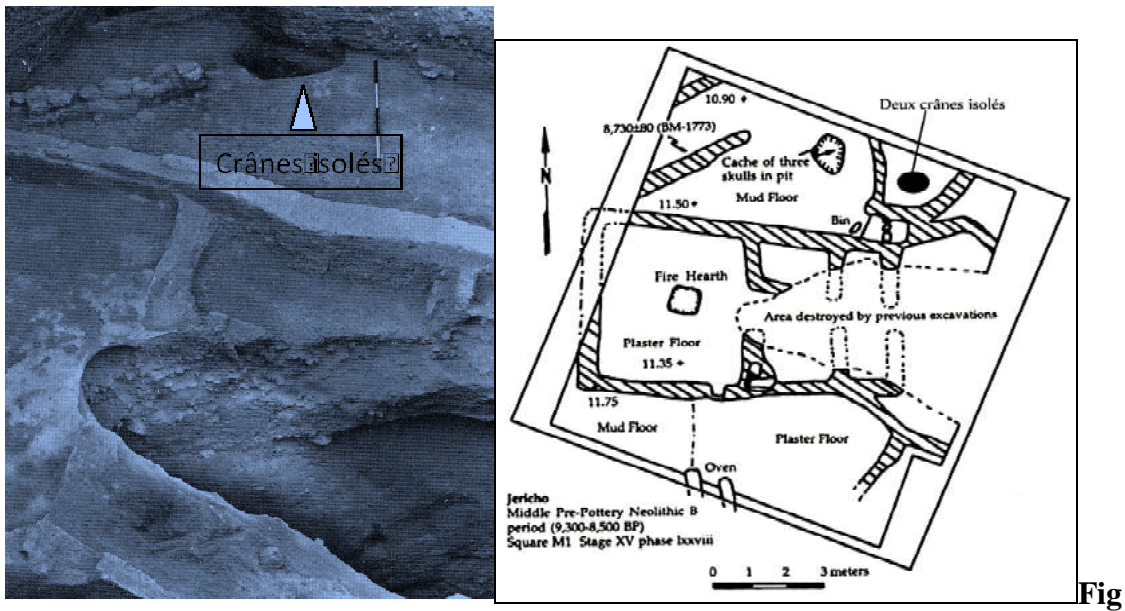 Crânes isolés
10.90 +
8,730±80 (BM-1773)
Deux crânes isolés
Cache of three
skulls in pit
Mud Floor
N
11.50 +
Bin
Fire Hearth
Area destroyed by previous excavations
Plaster Floor
11.35 +
11.75
Mud Floor
Plaster Floor
Oven
Jericho
Middle Pre-Pottery Neolithic B
period (9,300-8,500 BP)
Square M1 Stage XV phase lxxviii
0 1 2 3 meters
Fig